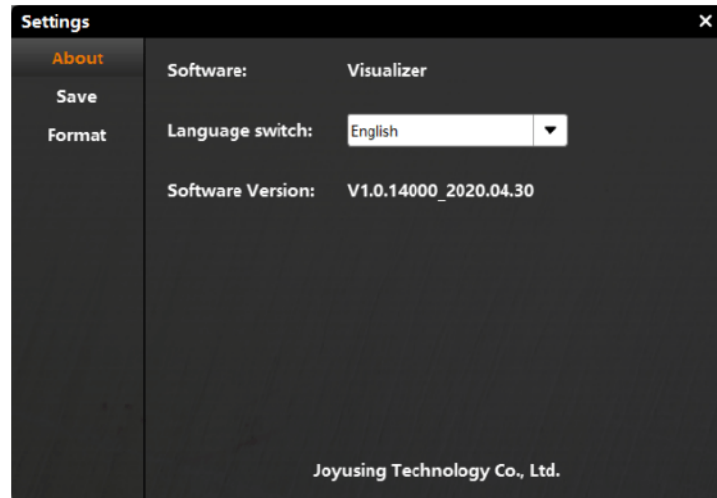 Settings
About
Save
Format
Software: Visualizer
Language switch: English
Software Version: V1.0.14000_2020.04.30
Joyusing Technology Co., Ltd.